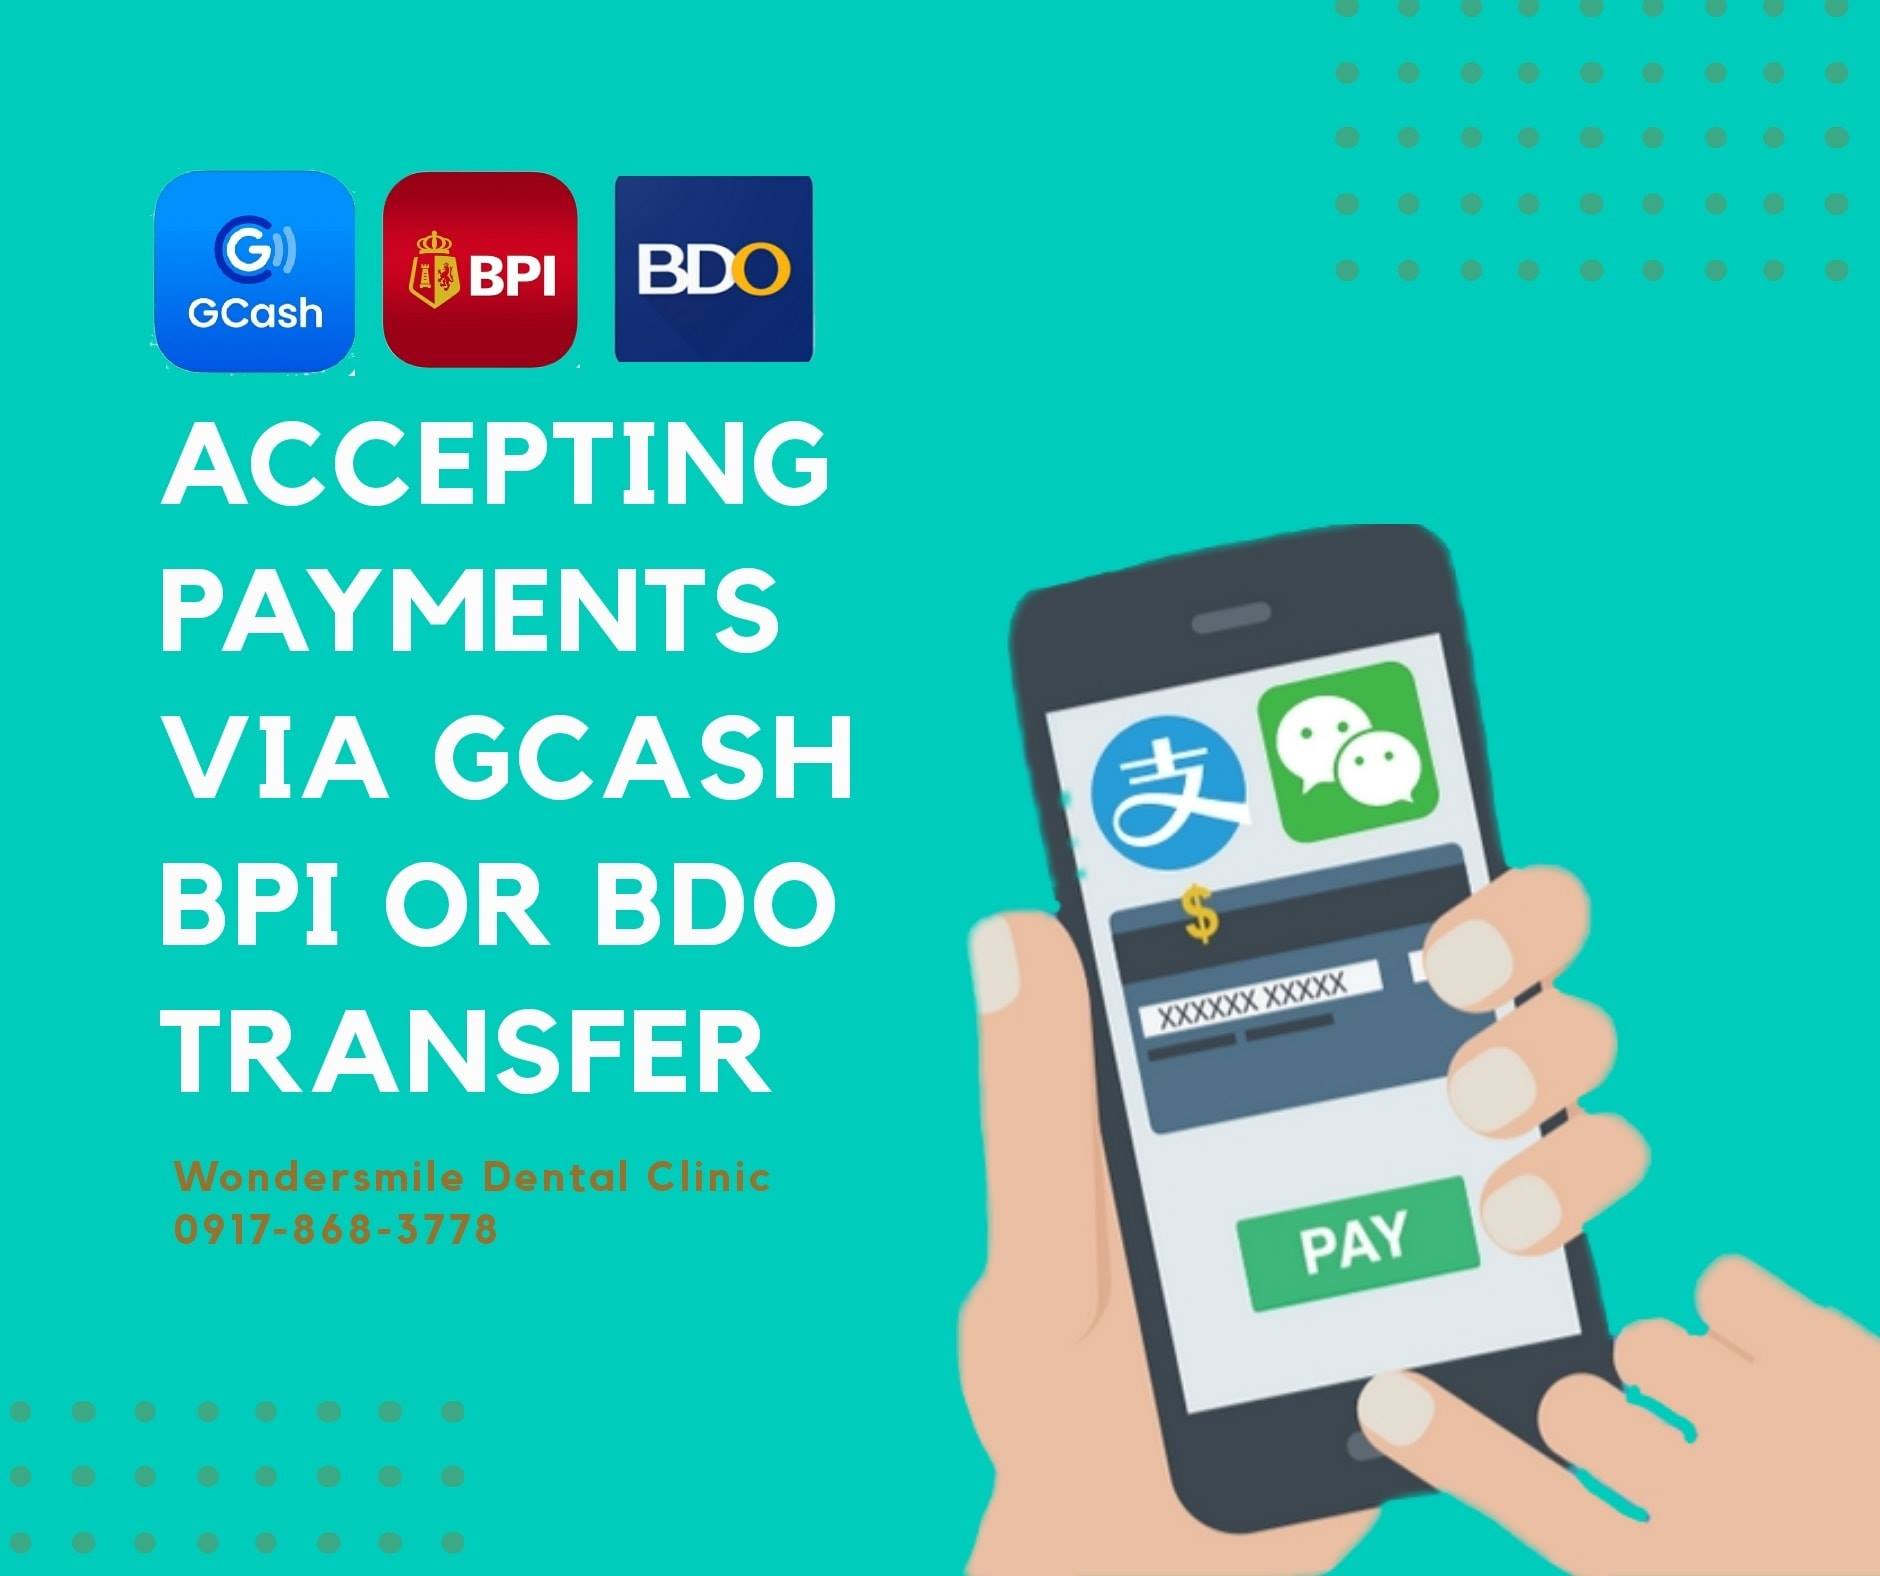 GCash
BPI
BDO
ACCEPTING
PAYMENTS
VIA GCASH
BPI OR BDO
TRANSFER
Wondersmile Dental Clinic
0917-868-3778
支
$
XXXXXX XXXXX
PAY